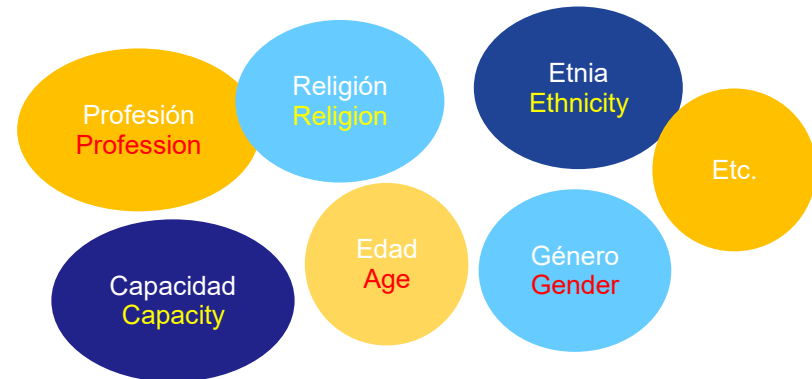 Profesión
Profession
Religión
Religion
Etnia
Ethnicity
Etc.
Capacidad
Capacity
Edad
Age
Género
Gender